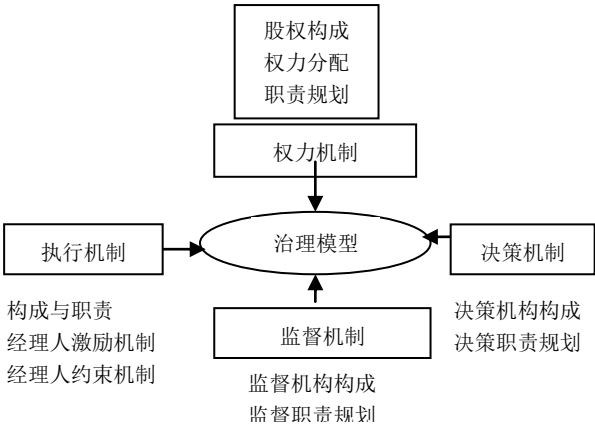 股权构成
权力分配
职责规划
权力机制
执行机制
治理模型
决策机制
构成与职责
经理人激励机制
经理人约束机制
监督机制
决策机构构成
决策职责规划
监督机构构成
监督职责规划